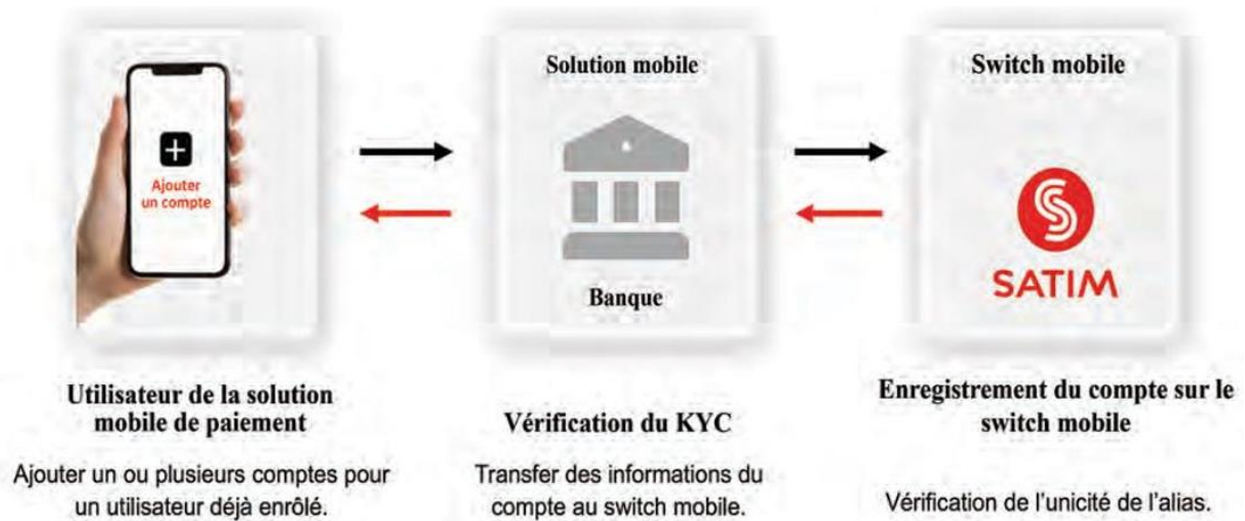 Ajouter
un compte
Solution mobile
Banque
Switch mobile
SATIM
Utilisateur de la solution
mobile de paiement
Ajouter un ou plusieurs comptes pour
un utilisateur déjà enrôlé.
Vérification du KYC
Transfer des informations du
compte au switch mobile.
Enregistrement du compte sur le
switch mobile
Vérification de l'unicité de l'alias.